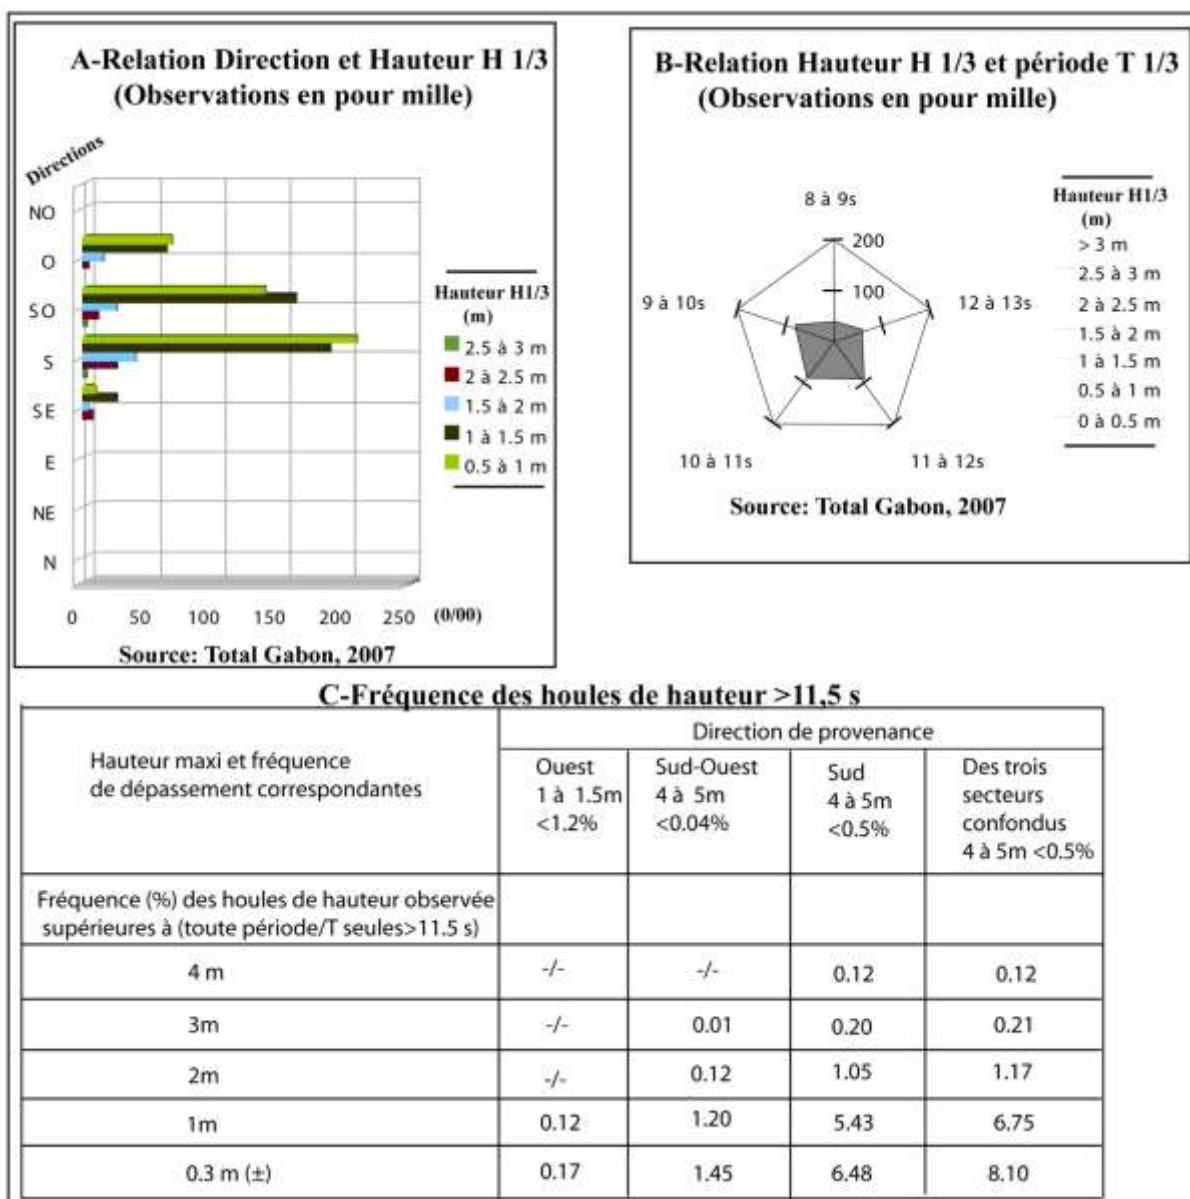 A-Relation Direction et Hauteur H 1/3
(Observations en pour mille)
Directions
NO
O
SO
S
SE
E
NE
N
0 50 100 150 200 250 (0/00)
Hauteur H1/3
(m)
2.5 à 3 m
2 à 2.5 m
1.5 à 2 m
1 à 1.5 m
0.5 à 1 m
Source: Total Gabon, 2007
B-Relation Hauteur H 1/3 et période T 1/3
(Observations en pour mille)
8 à 9s
200
100
9 à 10s
12 à 13s
10 à 11s
11 à 12s
Hauteur H1/3
(m)
> 3 m
2.5 à 3 m
2 à 2.5 m
1.5 à 2 m
1 à 1.5 m
0.5 à 1 m
0 à 0.5 m
Source: Total Gabon, 2007
C-Fréquence des houles de hauteur >11,5 s
Hauteur maxi et fréquence
de dépassement correspondantes
Direction de provenance
Ouest
1 à 1.5m
<1.2%
Sud-Ouest
4 à 5m
<0.04%
Sud
4 à 5m
<0.5%
Des trois
secteurs
confondus
4 à 5m <0.5%
Fréquence (%) des houles de hauteur observée
supérieures à (toute période/T seules>11.5 s)
4 m -/- -/- 0.12 0.12
3m -/- 0.01 0.20 0.21
2m -/- 0.12 1.05 1.17
1m 0.12 1.20 5.43 6.75
0.3 m (±) 0.17 1.45 6.48 8.10